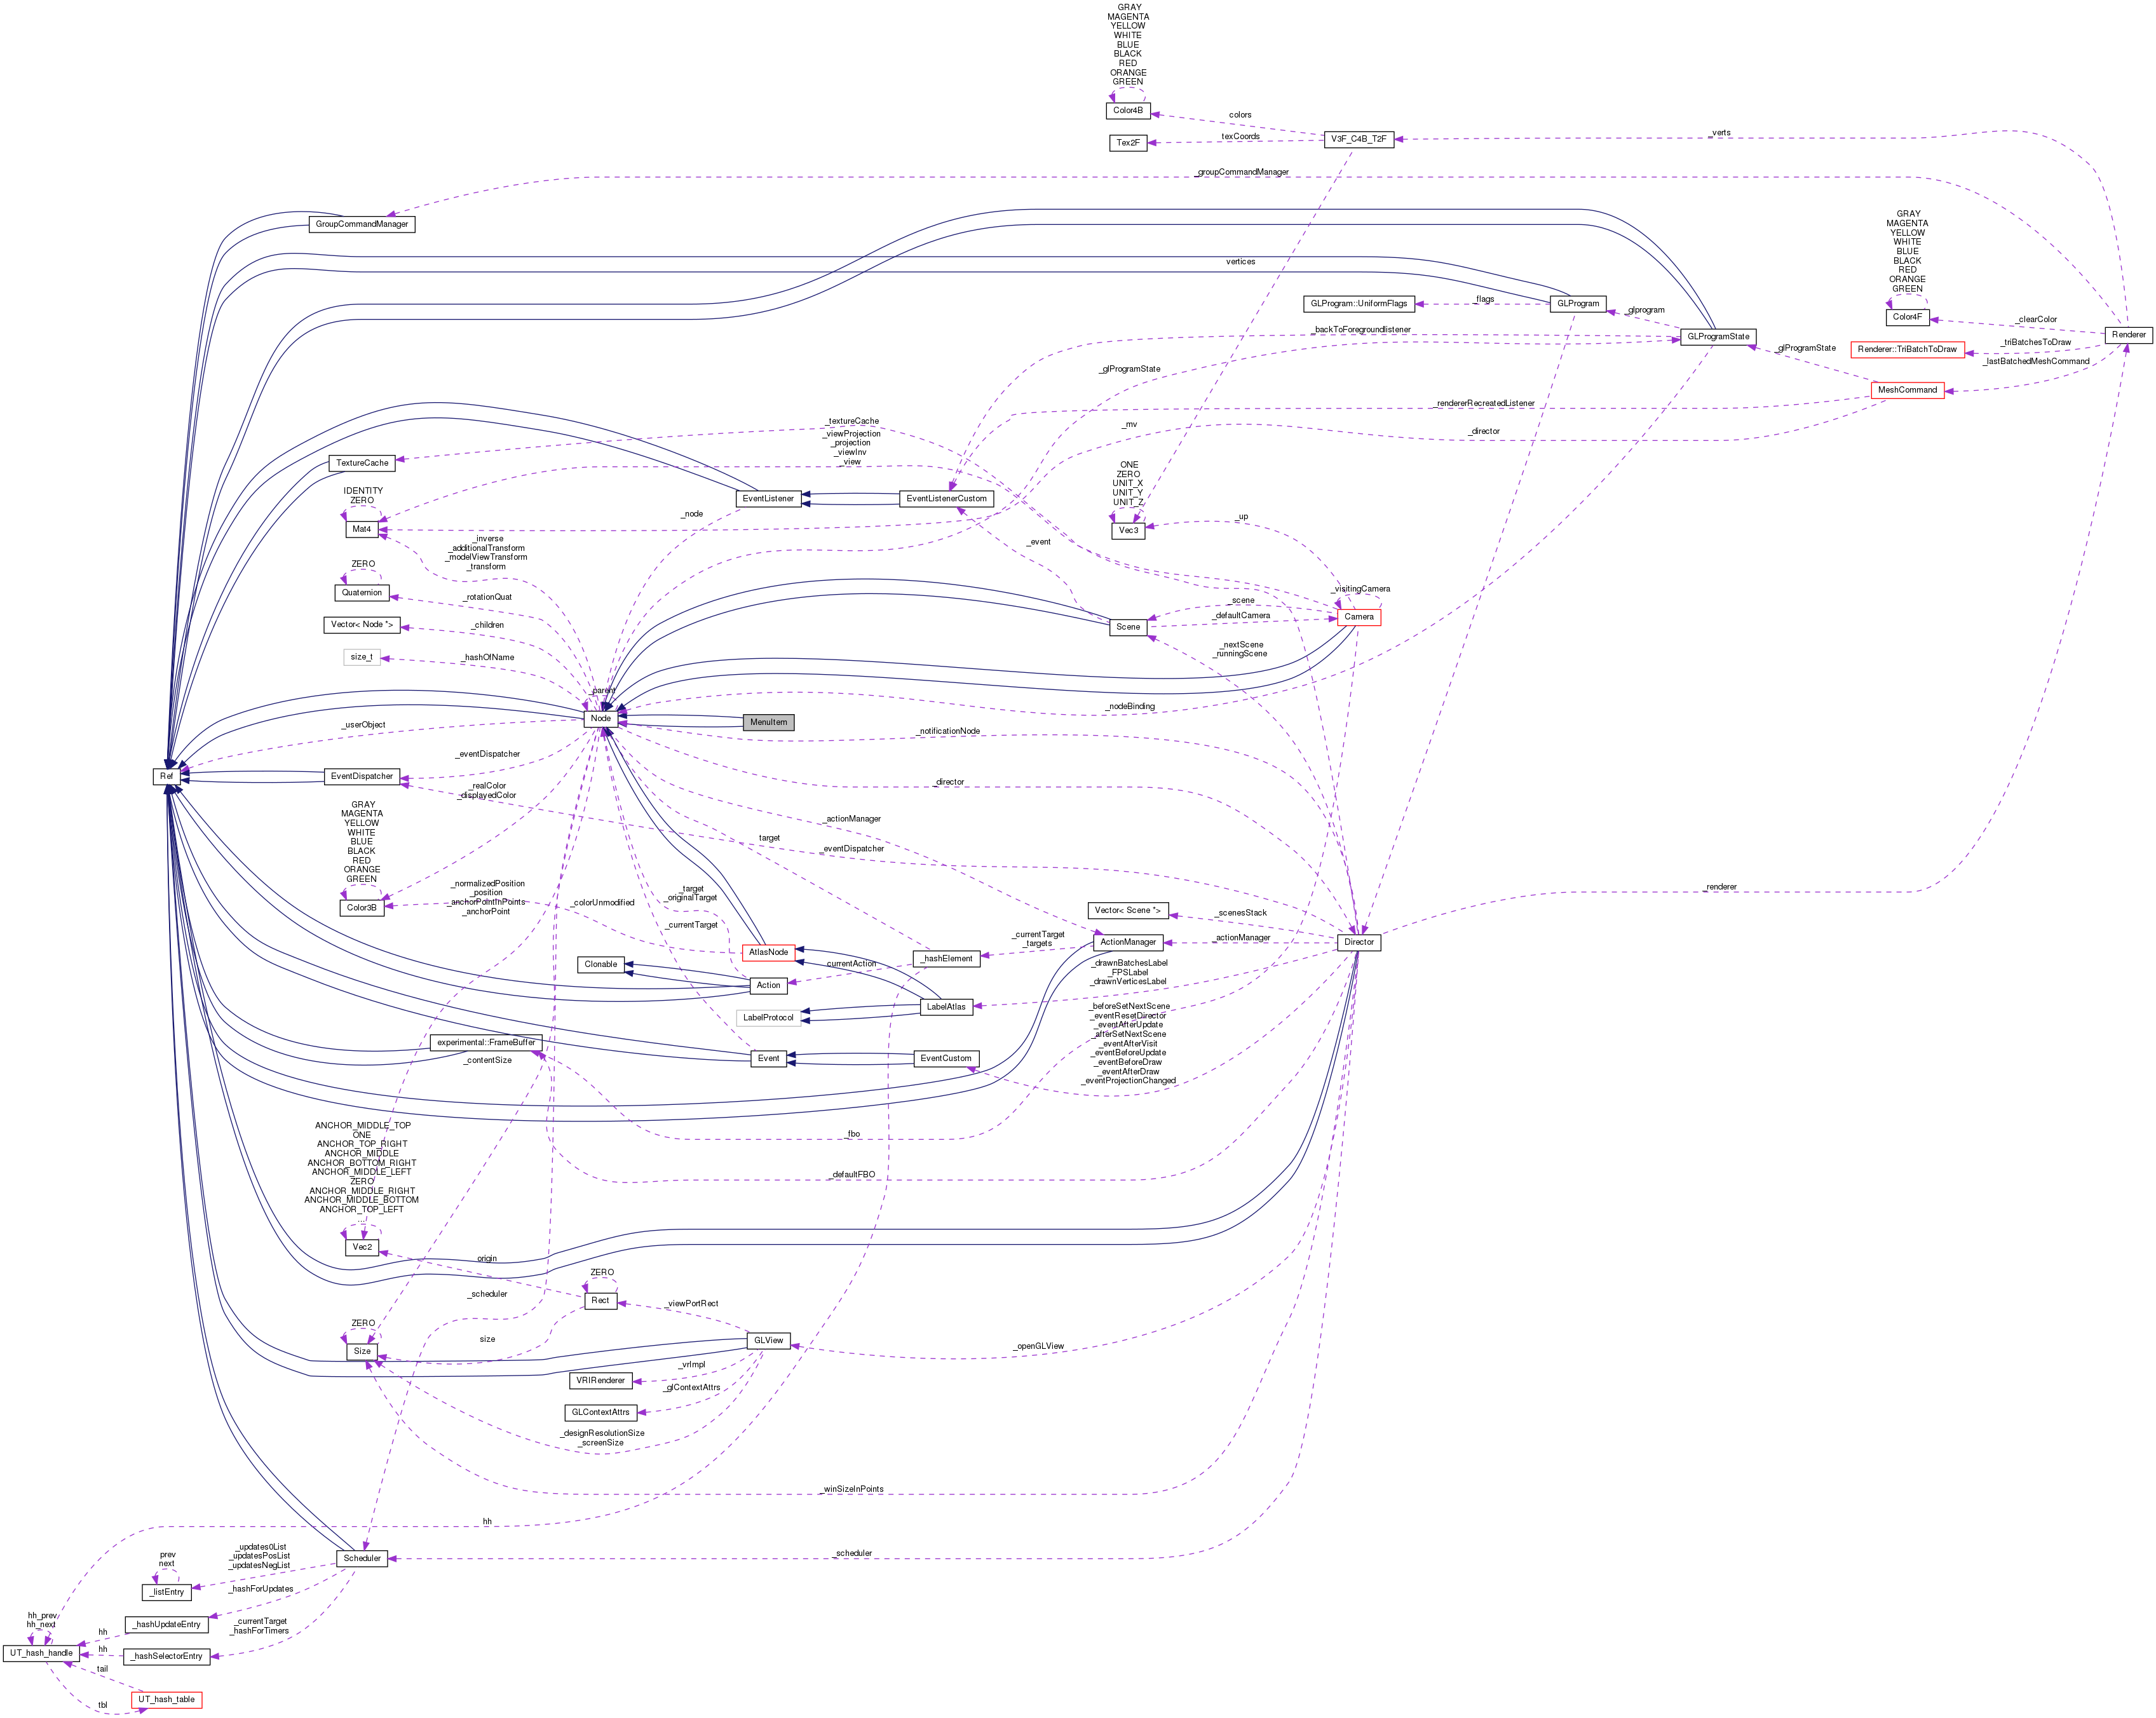 GRAY
MAGENTA
YELLOW
WHITE
BLUE
BLACK
RED
ORANGE
GREEN
Color4B
colors
Tex2F
texCoords
V3F_C4B_T2F
_verts
_groupCommandManager
GroupCommandManager
GRAY
MAGENTA
YELLOW
WHITE
BLUE
BLACK
RED
ORANGE
GREEN
Color4F
vertices
GLProgram::UniformFlags
_flags
GLProgram
_glprogram
_clearColor
_backToForegroundlistener
GLProgramState
Renderer
_triBatchesToDraw
Renderer::TriBatchToDraw
_glProgramState
_lastBatchedMeshCommand
_glProgramState
MeshCommand
_rendererRecreatedListener
_textureCache
_mv
_director
_viewProjection
_projection
_viewInv
_view
TextureCache
ONE
ZERO
UNIT_X
UNIT_Y
UNIT_Z
Vec3
IDENTITY
ZERO
Mat4
EventListener
EventListenerCustom
_node
_up
_inverse
_additionalTransform
_modelViewTransform
_transform
_event
ZERO
Quaternion
_rotationQuat
_visitingCamera
_scene
Camera
_defaultCamera
Scene
Vector< Node *>
_children
_nextScene
_runningScene
size_t
_hashOfName
_parent
_nodeBinding
Node
MenuItem
_userObject
_notificationNode
_eventDispatcher
Ref
EventDispatcher
_director
_realColor
_displayedColor
GRAY
MAGENTA
YELLOW
WHITE
BLUE
BLACK
RED
ORANGE
GREEN
Color3B
_actionManager
target
_eventDispatcher
_normalizedPosition
_position
_anchorPointInPoints
_anchorPoint
_colorUnmodified
_target
_originalTarget
_currentTarget
_renderer
Vector< Scene *>
_scenesStack
_currentTarget
_targets
ActionManager
_actionManager
Director
AtlasNode
_hashElement
Clonable
currentAction
Action
_drawnBatchesLabel
_FPSLabel
_drawnVerticesLabel
LabelProtocol
LabelAtlas
_beforeSetNextScene
_eventResetDirector
_eventAfterUpdate
_afterSetNextScene
_eventAfterVisit
_eventBeforeUpdate
_eventBeforeDraw
_eventAfterDraw
_eventProjectionChanged
experimental::FrameBuffer
_contentSize
Event
EventCustom
ANCHOR_MIDDLE_TOP
ONE
ANCHOR_TOP_RIGHT
ANCHOR_MIDDLE
ANCHOR_BOTTOM_RIGHT
ANCHOR_MIDDLE_LEFT
ZERO
ANCHOR_MIDDLE_RIGHT
ANCHOR_MIDDLE_BOTTOM
ANCHOR_TOP_LEFT
...
Vec2
_fbo
_defaultFBO
origin
ZERO
Rect
_scheduler
_viewPortRect
ZERO
Size
size
GLView
_openGLView
VRIRenderer
_vrImpl
GLContextAttrs
_glContextAttrs
_designResolutionSize
_screenSize
_winSizeInPoints
hh
Scheduler
_scheduler
prev
next
_listEntry
_updates0List
_updatesPosList
_updatesNegList
_hashForUpdates
hh_prev
hh_next
_hashUpdateEntry
_currentTarget
_hashForTimers
hh
UT_hash_handle
hh
_hashSelectorEntry
tail
tbl
UT_hash_table